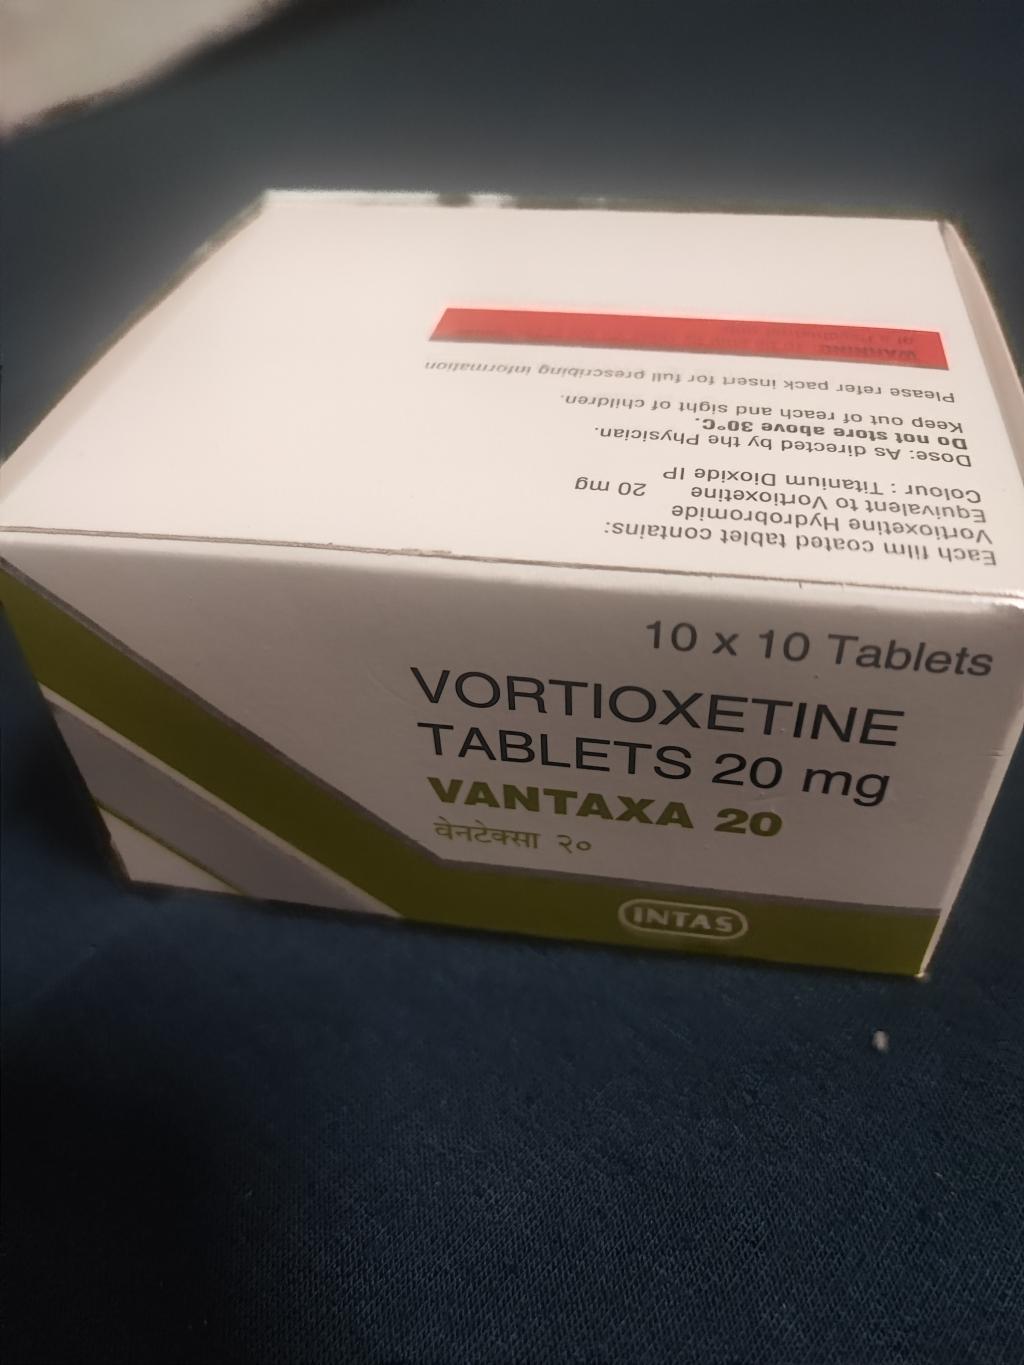 10 x 10 Tablets
VORTIOXETINE
TABLETS 20 mg
VANTAXA 20
वेनटेक्सा २०
INTAS
Each film coated tablet contains:
Vortioxetine Hydrobromide
Equivalent to Vortioxetine 20 mg
Colour : Titanium Dioxide IP
Dose: As directed by the Physician.
Do not store above 30°C.
Keep out of reach and sight of children.
Please refer pack insert for full prescribing information
WARNING